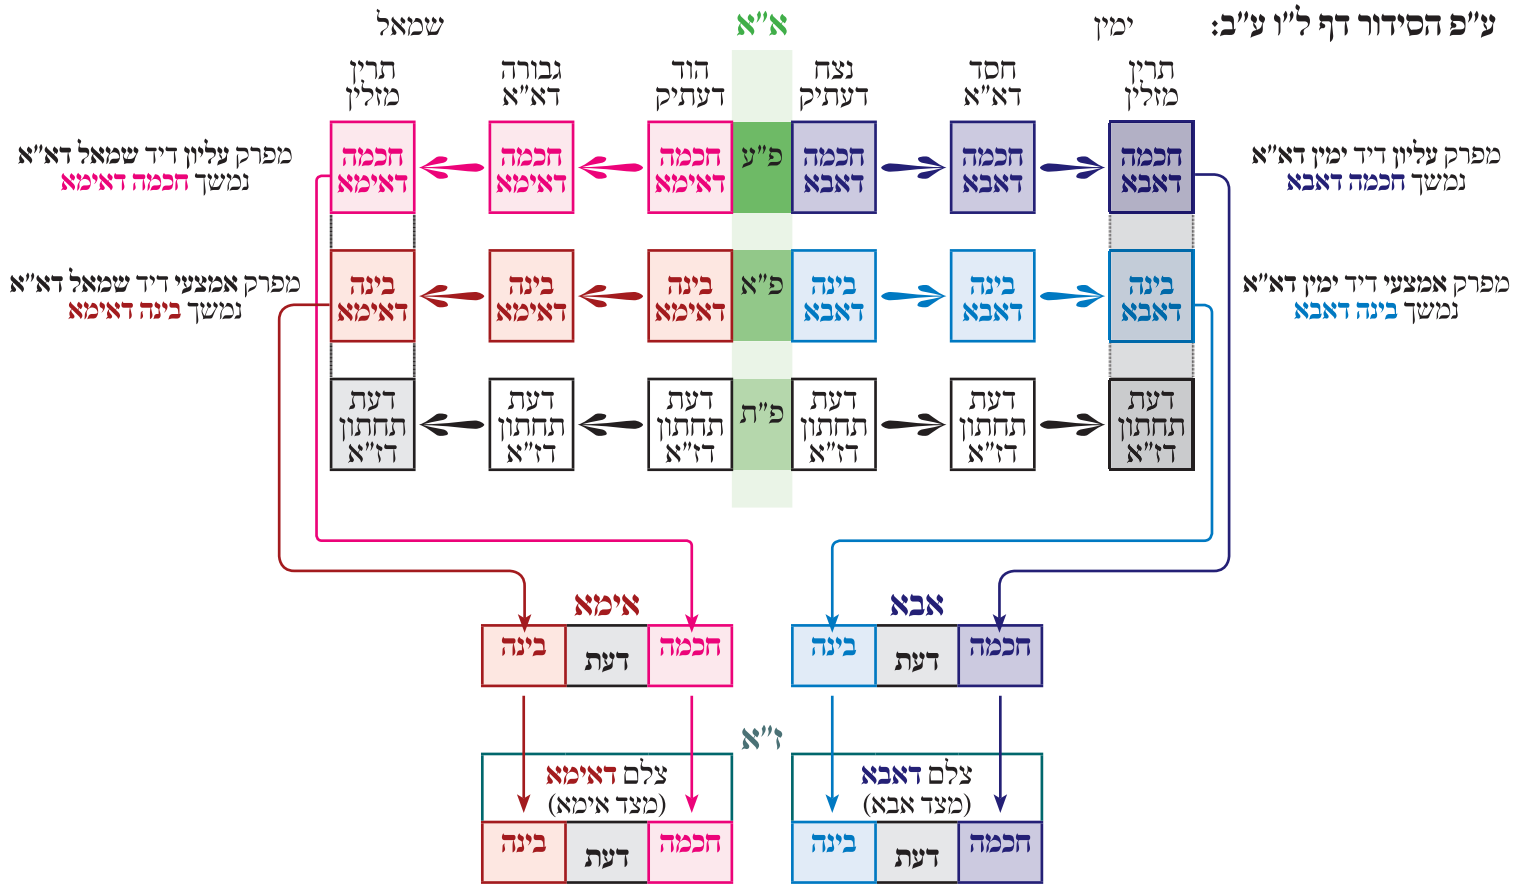 ע״פ הסידור דף ל״ו ע״ב:
ימין
א״א
שמאל
תרין
מזלין
חסד
דא״א
נצח
דעתיק
הוד
דעתיק
גבורה
דא״א
תרין
מזלין
מפרק עליון דיד ימין דא״א
נמשך חכמה דאבא
חכמה
דאבא
חכמה
דאבא
חכמה
דאבא
פ״ע
חכמה
דאימא
חכמה
דאימא
חכמה
דאימא
מפרק עליון דיד שמאל דא״א
נמשך חכמה דאימא
מפרק אמצעי דיד ימין דא״א
נמשך בינה דאבא
בינה
דאבא
בינה
דאבא
בינה
דאבא
פ״א
בינה
דאימא
בינה
דאימא
בינה
דאימא
מפרק אמצעי דיד שמאל דא״א
נמשך בינה דאימא
דעת
תחתון
דז״א
דעת
תחתון
דז״א
דעת
תחתון
דז״א
פ״ת
דעת
תחתון
דז״א
דעת
תחתון
דז״א
דעת
תחתון
דז״א
אבא
חכמה
דעת
בינה
אימא
חכמה
דעת
בינה
ז״א
צלם דאבא
(מצד אבא)
חכמה
דעת
בינה
צלם דאימא
(מצד אימא)
חכמה
דעת
בינה